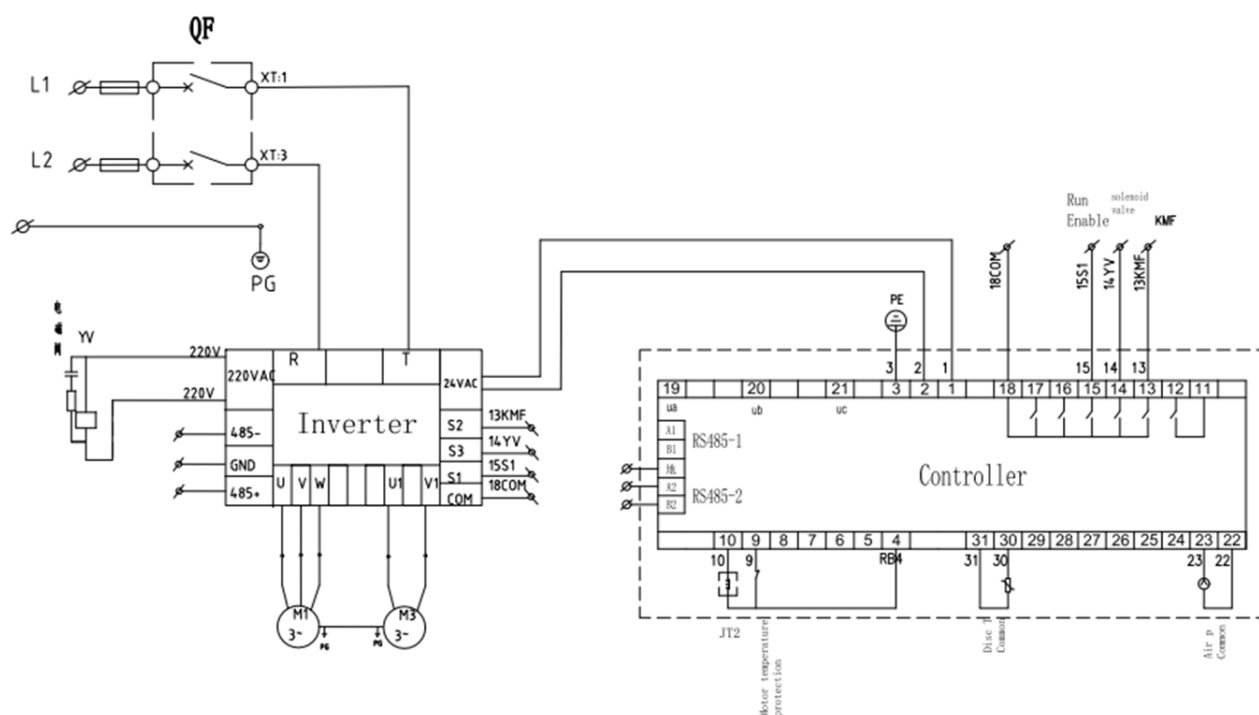 QF
L1
XT:1
L2
XT:3
PG
YV
220V
220V
220VAC
R
T
24VAC
Inverter
485-
GND
485+
S2
S3
S1
COM
13KMF
14YV
15S1
18COM
U
V
W
U1
V1
M1
3~
M3
3~
PG
PG
Run
Enable
solenoid
valve
KMF
18COM
15S1
14YV
13KMF
PE
3
2
1
15
14
13
19
20
21
3
2
1
18
17
16
15
14
13
12
11
ua
ub
uc
A1
B1
地
A2
B2
RS485-1
RS485-2
Controller
10
9
8
7
6
5
4
31
30
29
28
27
26
25
24
23
22
10
9
RB4
31
30
23
22
JT2
Motor temperature
protection
Disc T
Common
Air p
Common